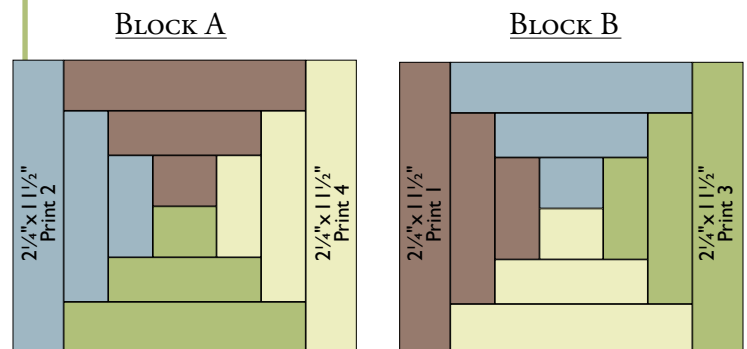 BLOCK A
BLOCK B
2¼"x 11½"
Print 2
2¼"x 11½"
Print 4
2¼"x 11½"
Print 1
2¼"x 11½"
Print 3